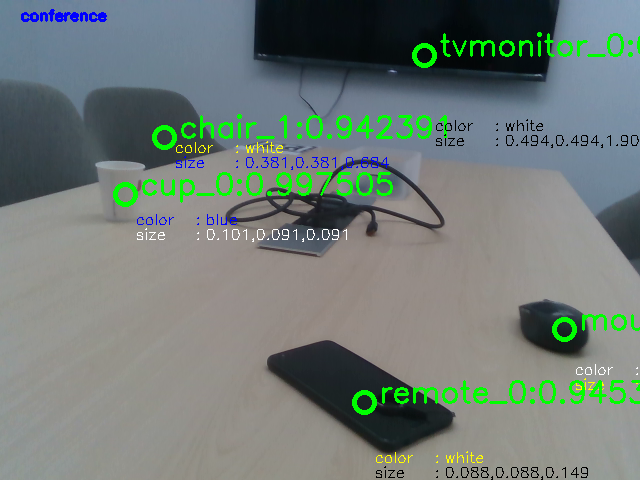 conference
tvmonitor_0:
chair_1:0.942391
color : white
size : 0.494,0.494,1.90
color : white
size : 0.381,0.381,0.684
cup_0:0.997505
color : blue
size : 0.101,0.091,0.091
mou
color :
size
remote_0:0.9453
color : white
size : 0.088,0.088,0.149